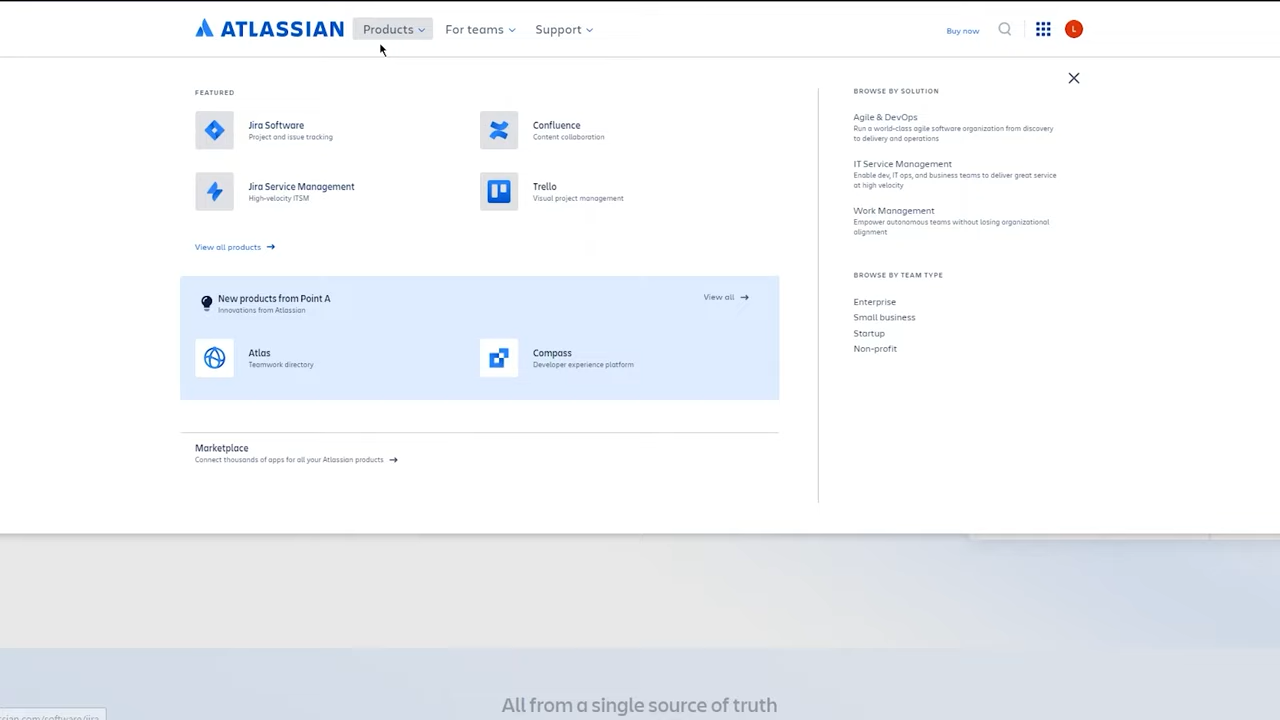 ATLASSIAN
Products
For teams
Support
Buy now
L
FEATURED
Jira Software
Project and issue tracking
Confluence
Content collaboration
Jira Service Management
High-velocity ITSM
Trello
Visual project management
View all products →
New products from Point A
Innovations from Atlassian
View all →
Atlas
Teamwork directory
Compass
Developer experience platform
Marketplace
Connect thousands of apps for all your Atlassian products →
BROWSE BY SOLUTION
Agile & DevOps
Run a world-class agile software organization from discovery
to delivery and operations
IT Service Management
Enable dev, IT ops, and business teams to deliver great service
at high velocity
Work Management
Empower autonomous teams without losing organizational
alignment
BROWSE BY TEAM TYPE
Enterprise
Small business
Startup
Non-profit
All from a single source of truth
ssian.com/software/jira